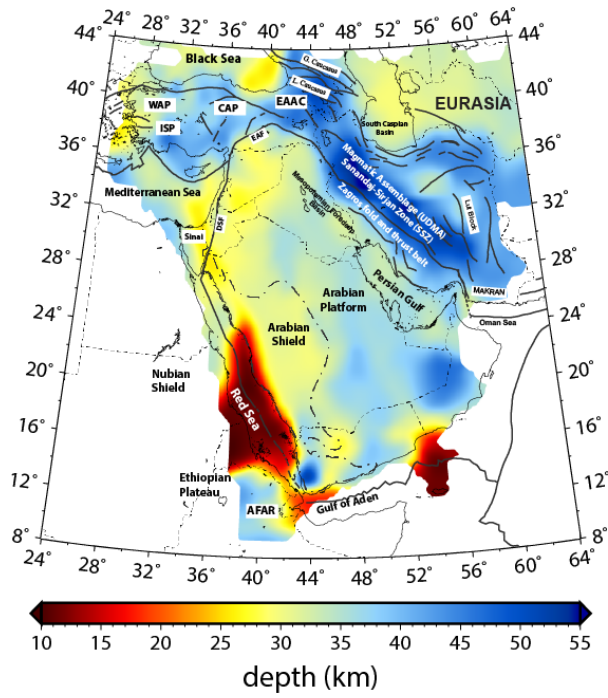 24° 28° 32° 36° 40° 44° 48° 52° 56° 60° 64°
Black Sea
G. Caucasus
L. Caucasus
40°
40°
WAP
CAP
EAAC
EURASIA
ISP
South Caspian
Basin
EAF
36°
36°
Magmatic Assemblage (UDMA)
Sanandaj-Sirjan Zone (SSZ)
Zagros fold and thrust belt
Mediterranean Sea
Mesopotamian Foredeep
Basin
32°
32°
Lut Block
DSF
Sinai
28°
28°
Persian Gulf
MAKRAN
Arabian
Platform
Oman Sea
24°
24°
Arabian
Shield
Nubian
Shield
20°
20°
Red Sea
16°
16°
Ethiopian
Plateau
12°
12°
AFAR
Gulf of Aden
8°
8°
24° 28° 32° 36° 40° 44° 48° 52° 56° 60° 64°
10 15 20 25 30 35 40 45 50 55
depth (km)